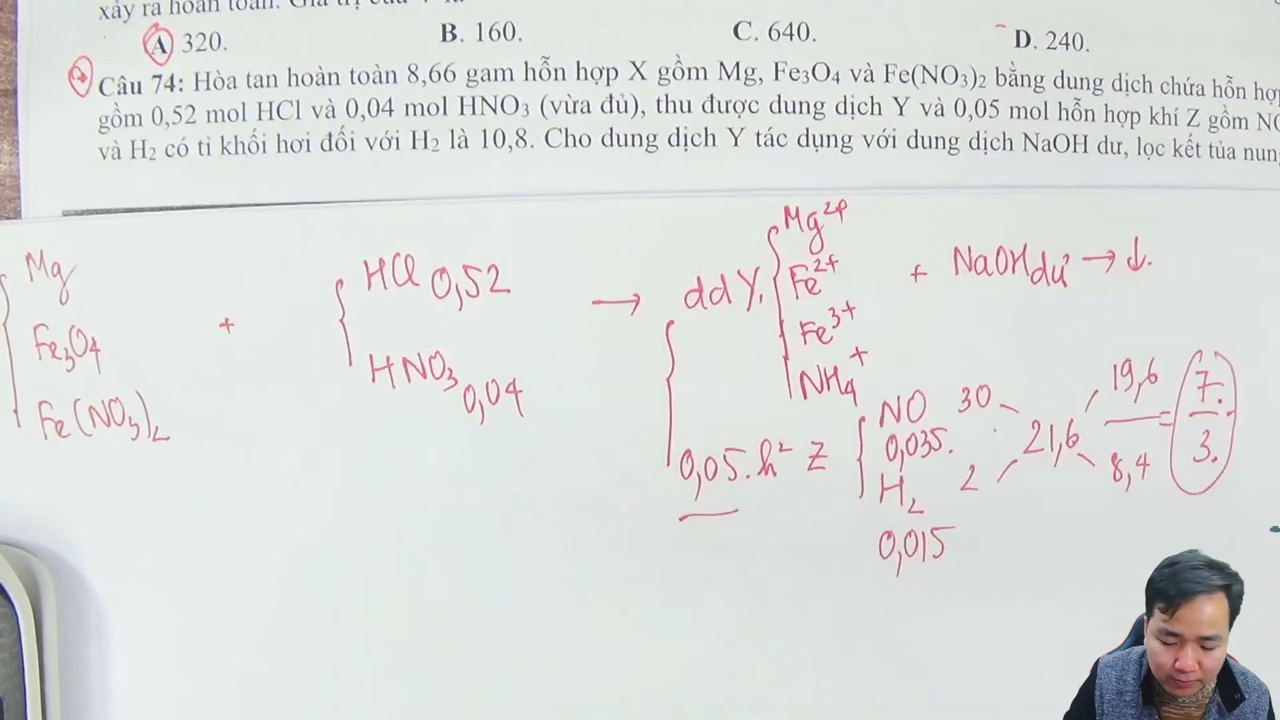 xảy ra hoàn toàn.
A 320. B. 160. C. 640. D. 240.
Câu 74: Hòa tan hoàn toàn 8,66 gam hỗn hợp X gồm Mg, Fe₃O₄ và Fe(NO₃)₂ bằng dung dịch chứa hỗn hợp
gồm 0,52 mol HCl và 0,04 mol HNO₃ (vừa đủ), thu được dung dịch Y và 0,05 mol hỗn hợp khí Z gồm NO
và H₂ có tỉ khối hơi đối với H₂ là 10,8. Cho dung dịch Y tác dụng với dung dịch NaOH dư, lọc kết tủa nung
Mg
Fe₃O₄
Fe(NO₃)₂
+
HCl 0,52
HNO₃ 0,04
→ ddY
Mg²⁺
Fe²⁺
Fe³⁺
NH₄⁺
+ NaOH dư → ↓.
0,05. h² Z
NO 30
0,035.
H₂ 2
0,015
21,6
19,6
8,4
= 7
3.